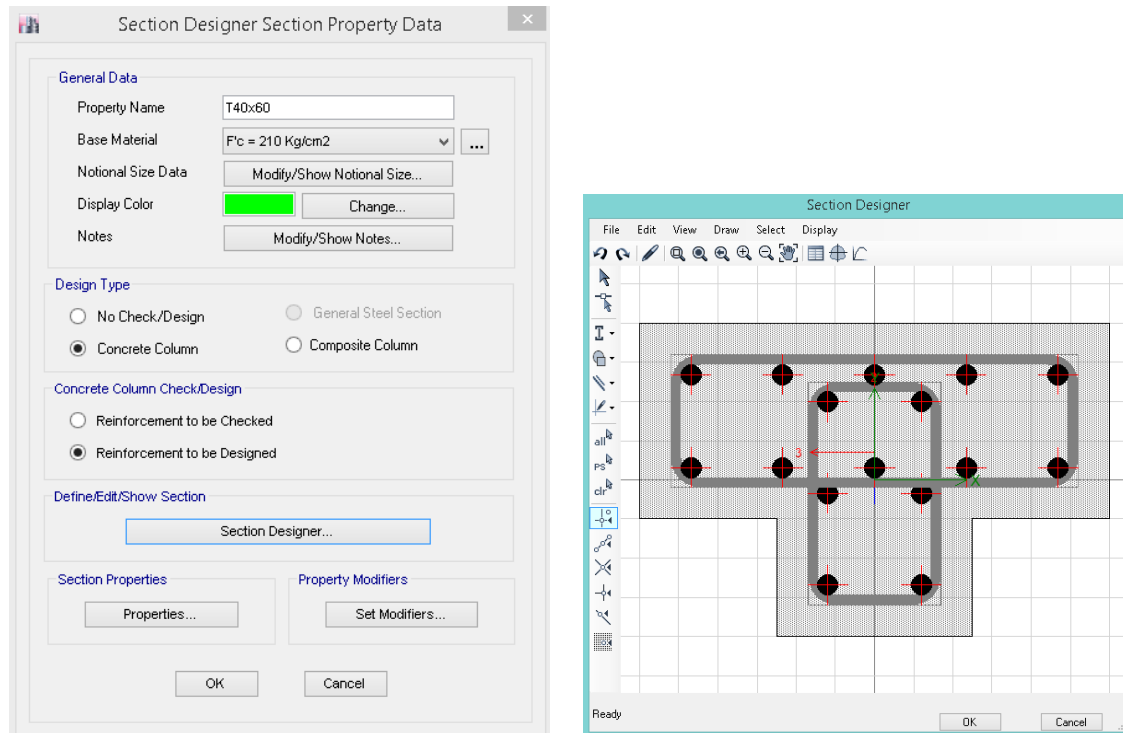 Section Designer Section Property Data
General Data
Property Name T40x60
Base Material F'c = 210 Kg/cm2 ...
Notional Size Data Modify/Show Notional Size...
Display Color Change...
Notes Modify/Show Notes...
Design Type
No Check/Design General Steel Section
Concrete Column Composite Column
Concrete Column Check/Design
Reinforcement to be Checked
Reinforcement to be Designed
Define/Edit/Show Section
Section Designer...
Section Properties Property Modifiers
Properties... Set Modifiers...
OK Cancel
Section Designer
File Edit View Draw Select Display
all
ps
clr
Y
3
X
Ready OK Cancel